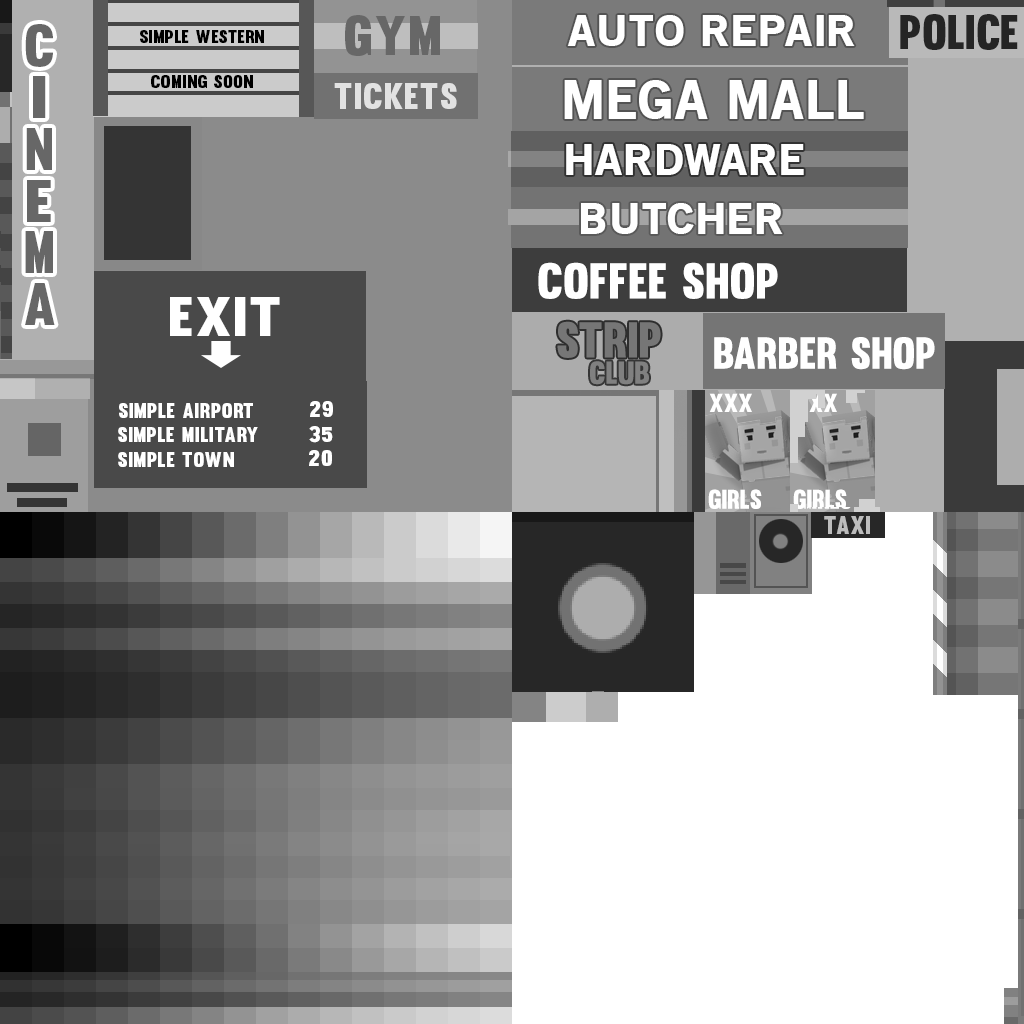 CINEMA
SIMPLE WESTERN
COMING SOON
GYM
TICKETS
EXIT
SIMPLE AIRPORT 29
SIMPLE MILITARY 35
SIMPLE TOWN 20
AUTO REPAIR
POLICE
MEGA MALL
HARDWARE
BUTCHER
COFFEE SHOP
STRIP
CLUB
BARBER SHOP
XXX
GIRLS
XX
GIRLS
TAXI